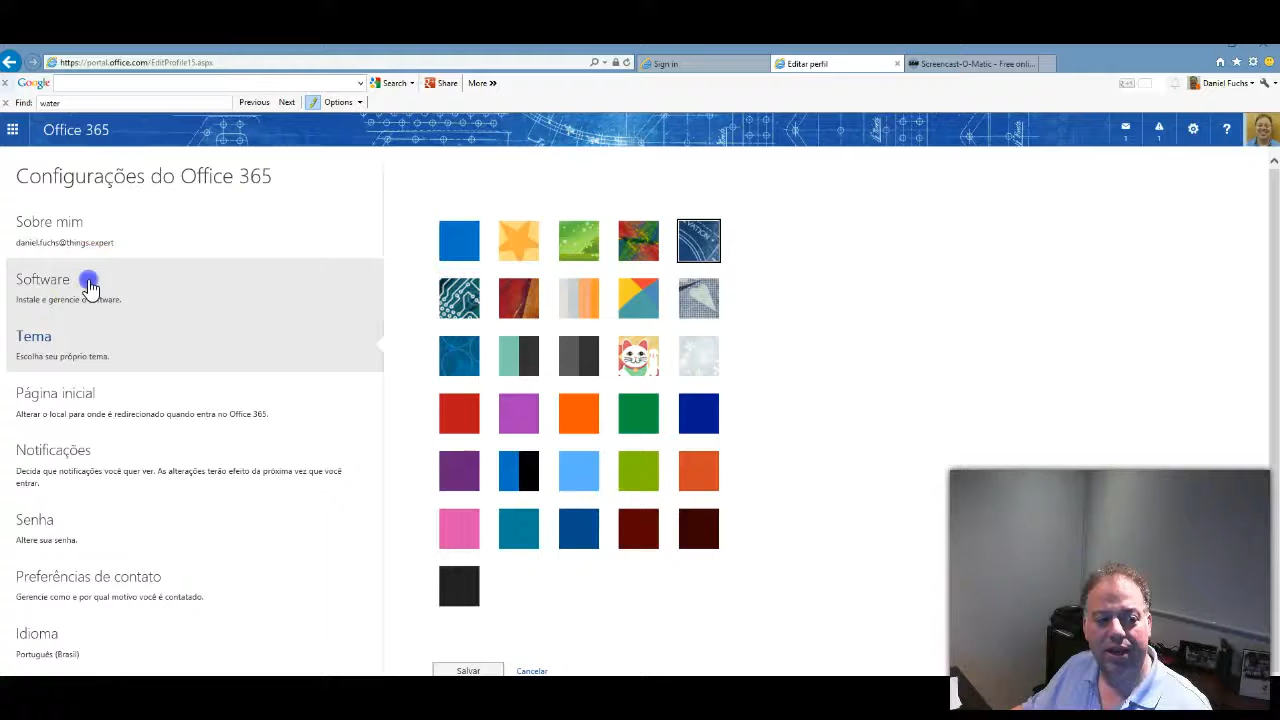 https://portal.office.com/EditProfile15.aspx
Sign in
Editar perfil
Screencast-O-Matic - Free onli...
Google
Search
Share
More »
Daniel Fuchs
Find:
water
Previous
Next
Options
Office 365
1
1
?
Configurações do Office 365
Sobre mim
daniel.fuchs@things.expert
Software
Instale e gerencie o software.
Tema
Escolha seu próprio tema.
Página inicial
Alterar o local para onde é redirecionado quando entra no Office 365.
Notificações
Decida que notificações você quer ver. As alterações terão efeito da próxima vez que você
entrar.
Senha
Altere sua senha.
Preferências de contato
Gerencie como e por qual motivo você é contatado.
Idioma
Português (Brasil)
VATION
Salvar
Cancelar